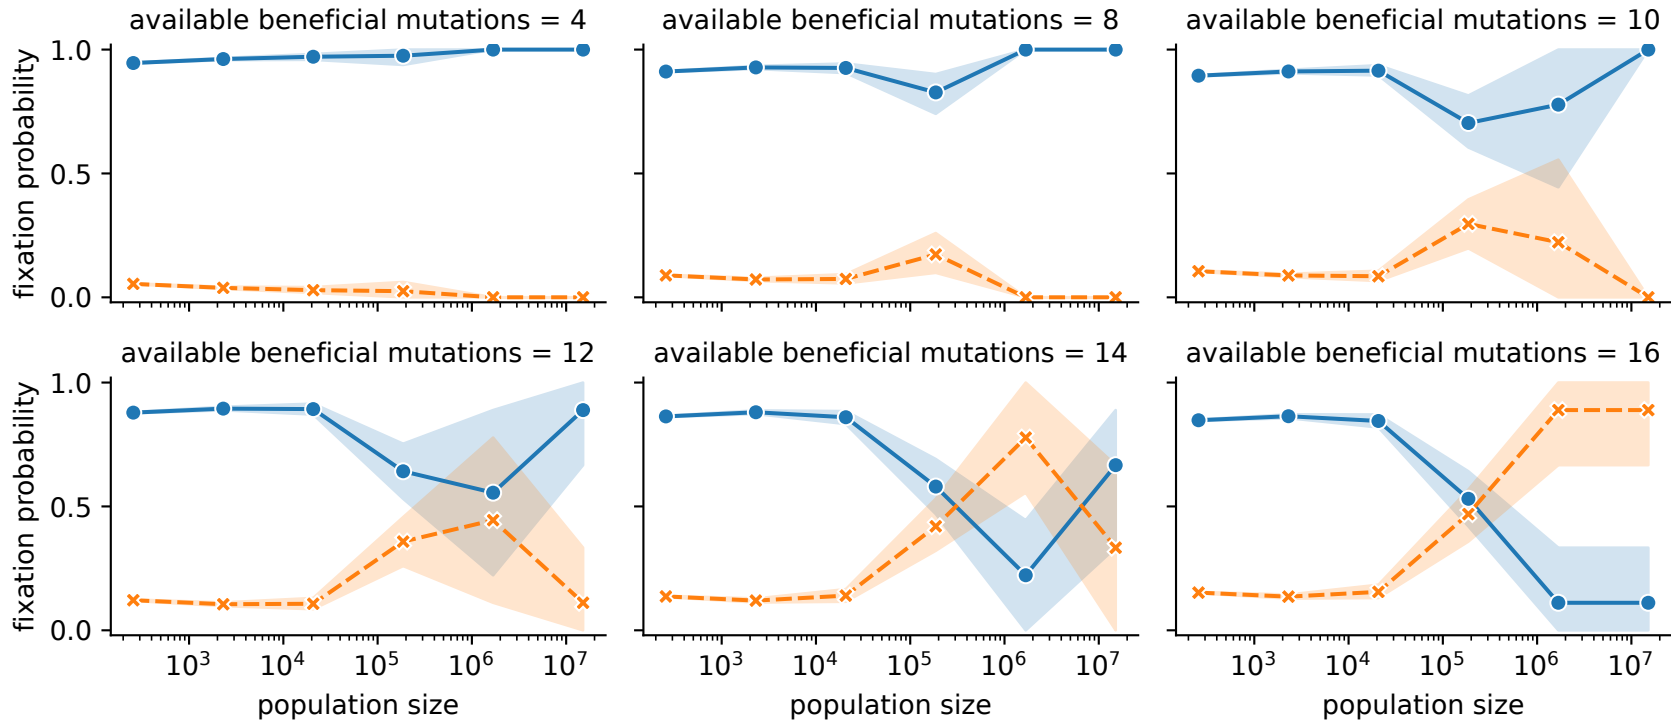 available beneficial mutations = 4
available beneficial mutations = 8
available beneficial mutations = 10
fixation probability
1.0
0.5
0.0
available beneficial mutations = 12
available beneficial mutations = 14
available beneficial mutations = 16
fixation probability
1.0
0.5
0.0
10³ 10⁴ 10⁵ 10⁶ 10⁷
10³ 10⁴ 10⁵ 10⁶ 10⁷
10³ 10⁴ 10⁵ 10⁶ 10⁷
population size
population size
population size